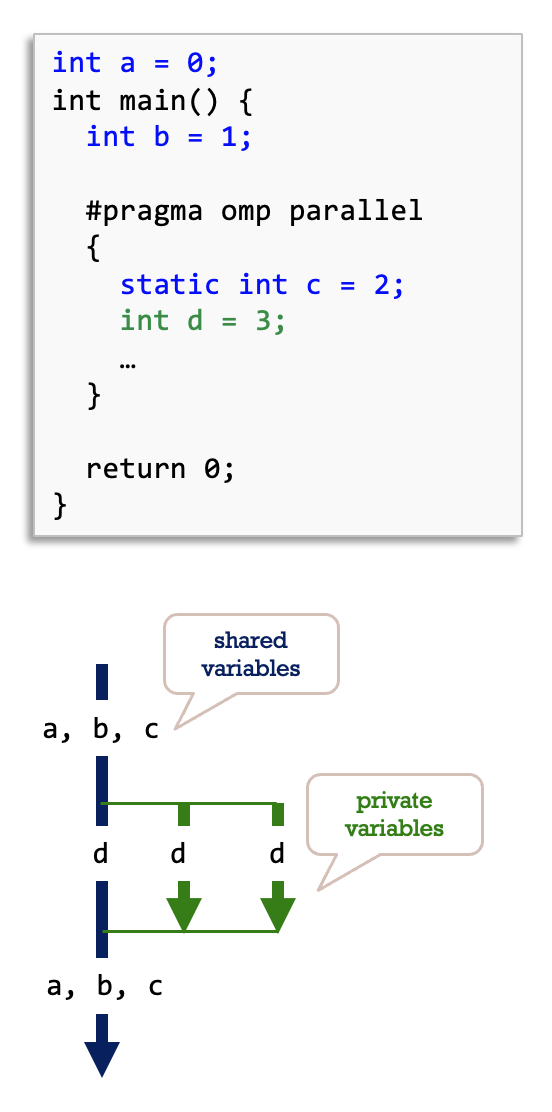 int a = 0;
int main() {
  int b = 1;

  #pragma omp parallel
  {
    static int c = 2;
    int d = 3;
    …
  }

  return 0;
}
shared
variables
a, b, c
private
variables
d d d
a, b, c